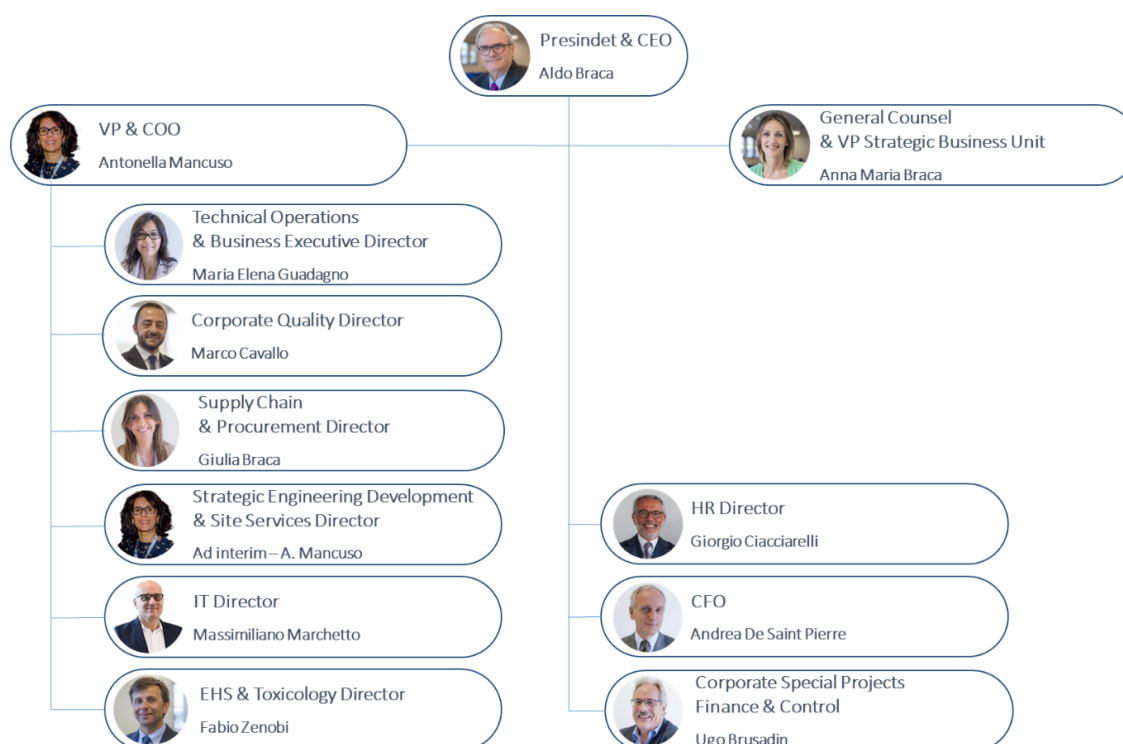 Presindet & CEO
Aldo Braca
VP & COO
Antonella Mancuso
General Counsel
& VP Strategic Business Unit
Anna Maria Braca
Technical Operations
& Business Executive Director
Maria Elena Guadagno
Corporate Quality Director
Marco Cavallo
Supply Chain
& Procurement Director
Giulia Braca
Strategic Engineering Development
& Site Services Director
Ad interim – A. Mancuso
IT Director
Massimiliano Marchetto
EHS & Toxicology Director
Fabio Zenobi
HR Director
Giorgio Ciacciarelli
CFO
Andrea De Saint Pierre
Corporate Special Projects
Finance & Control
Ugo Brusadin